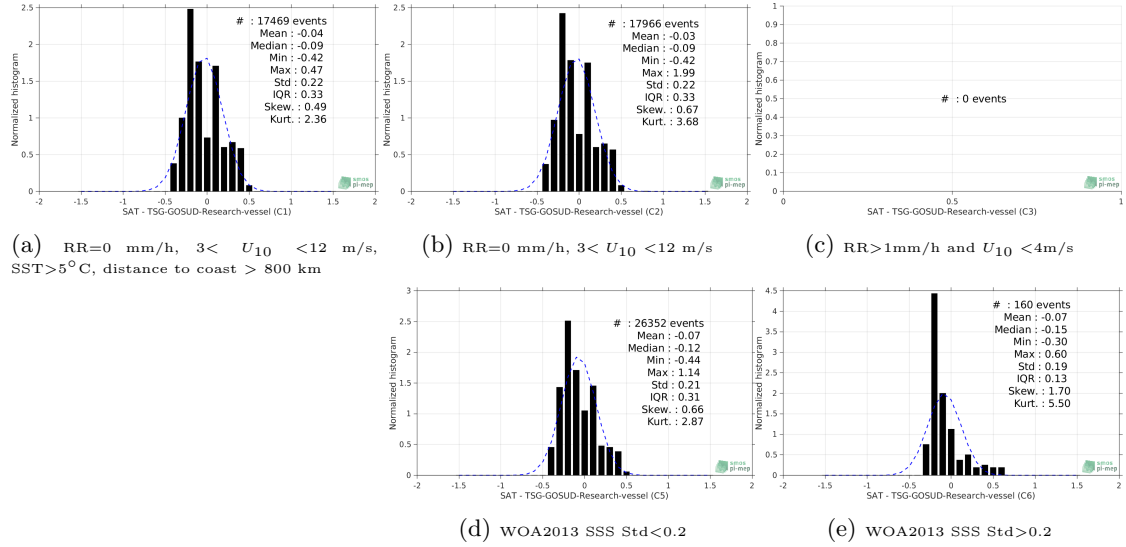 2.5
2
1.5
1
0.5
0
-2 -1.5 -1 -0.5 0 0.5 1 1.5 2
Normalized histogram
SAT - TSG-GOSUD-Research-vessel (C1)
# : 17469 events
Mean : -0.04
Median : -0.09
Min : -0.42
Max : 0.47
Std : 0.22
IQR : 0.33
Skew. : 0.49
Kurt. : 2.36
smos
pi-mep
(a) RR=0 mm/h, 3< U10 <12 m/s,
SST>5°C, distance to coast > 800 km
2.5
2
1.5
1
0.5
0
-2 -1.5 -1 -0.5 0 0.5 1 1.5 2
Normalized histogram
SAT - TSG-GOSUD-Research-vessel (C2)
# : 17966 events
Mean : -0.03
Median : -0.09
Min : -0.42
Max : 1.99
Std : 0.22
IQR : 0.33
Skew. : 0.67
Kurt. : 3.68
smos
pi-mep
(b) RR=0 mm/h, 3< U10 <12 m/s
1
0.9
0.8
0.7
0.6
0.5
0.4
0.3
0.2
0.1
0
0 0.5 1
Normalized histogram
SAT - TSG-GOSUD-Research-vessel (C3)
# : 0 events
smos
pi-mep
(c) RR>1mm/h and U10 <4m/s
3
2.5
2
1.5
1
0.5
0
-2 -1.5 -1 -0.5 0 0.5 1 1.5 2
Normalized histogram
SAT - TSG-GOSUD-Research-vessel (C5)
# : 26352 events
Mean : -0.07
Median : -0.12
Min : -0.44
Max : 1.14
Std : 0.21
IQR : 0.31
Skew. : 0.66
Kurt. : 2.87
smos
pi-mep
(d) WOA2013 SSS Std<0.2
4.5
4
3.5
3
2.5
2
1.5
1
0.5
0
-2 -1.5 -1 -0.5 0 0.5 1 1.5 2
Normalized histogram
SAT - TSG-GOSUD-Research-vessel (C6)
# : 160 events
Mean : -0.07
Median : -0.15
Min : -0.30
Max : 0.60
Std : 0.19
IQR : 0.13
Skew. : 1.70
Kurt. : 5.50
smos
pi-mep
(e) WOA2013 SSS Std>0.2